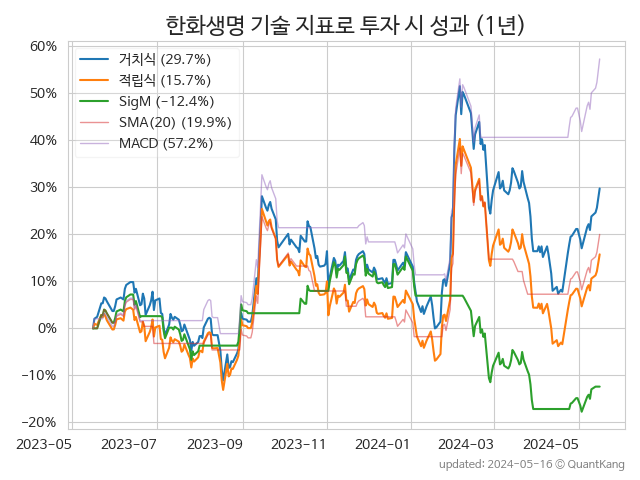 한화생명 기술 지표로 투자 시 성과 (1년)
60%
50%
40%
30%
20%
10%
0%
−10%
−20%
거치식 (29.7%)
적립식 (15.7%)
SigM (−12.4%)
SMA(20) (19.9%)
MACD (57.2%)
2023-05 2023-07 2023-09 2023-11 2024-01 2024-03 2024-05
updated: 2024-05-16 ⓒ QuantKang